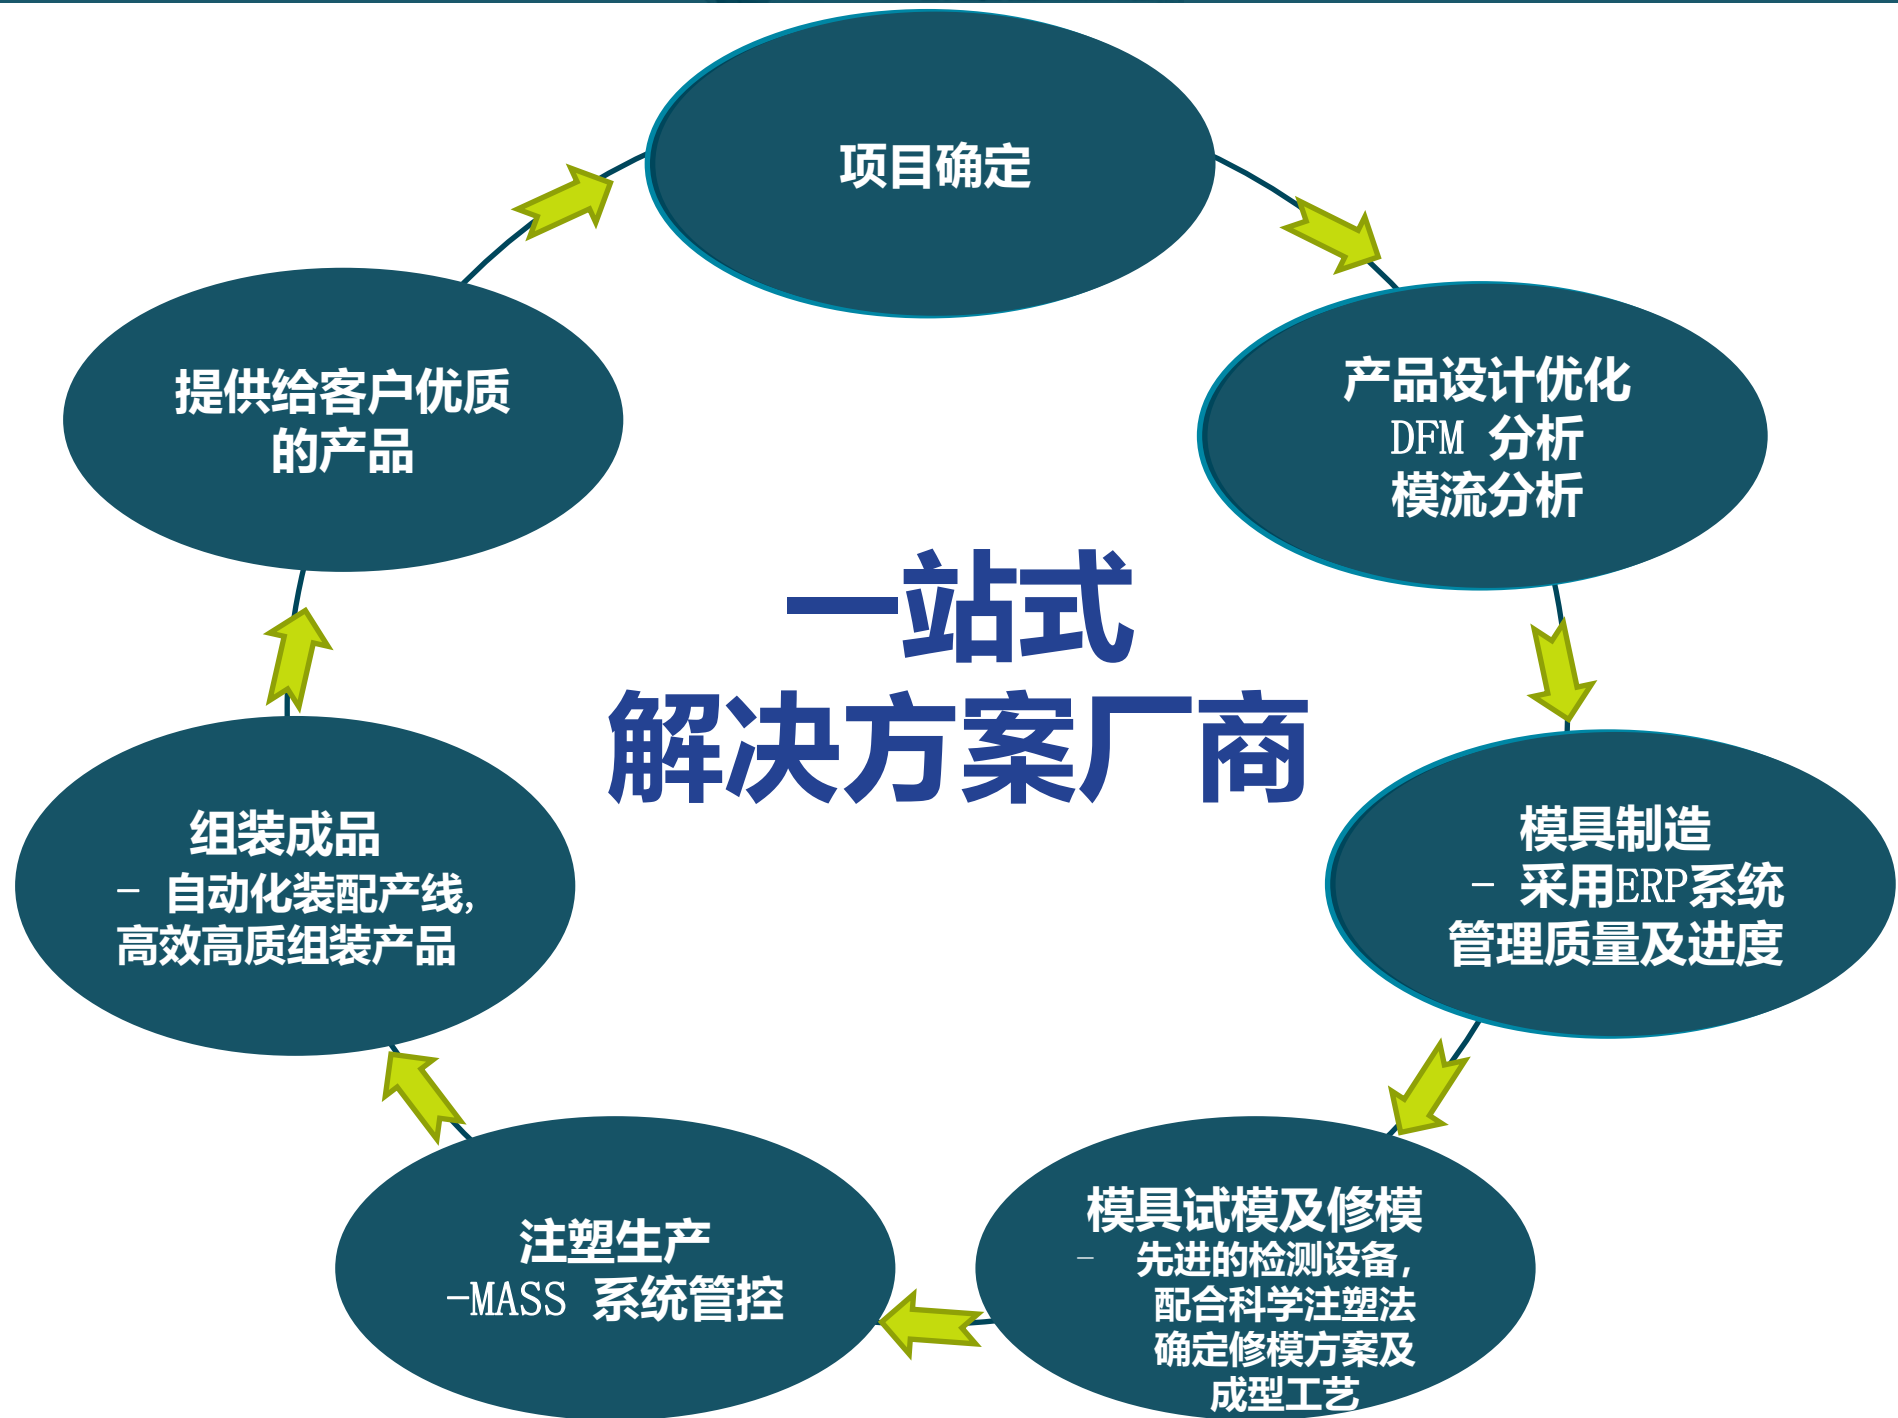 项目确定
产品设计优化
DFM 分析
模流分析
模具制造
- 采用ERP系统
管理质量及进度
模具试模及修模
- 先进的检测设备,
配合科学注塑法
确定修模方案及
成型工艺
注塑生产
-MASS 系统管控
组装成品
- 自动化装配产线,
高效高质组装产品
提供给客户优质
的产品
一站式
解决方案厂商